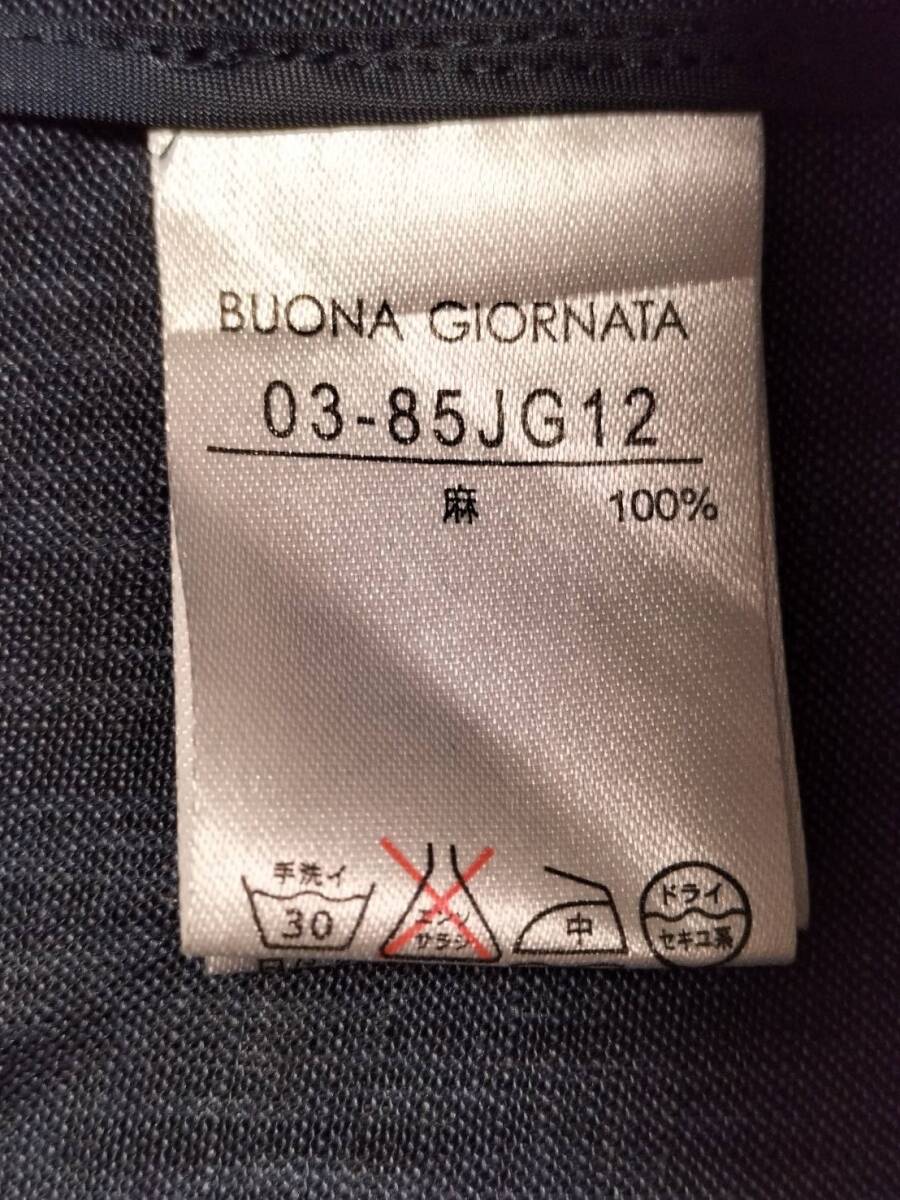 BUONA GiORNATA
03-85JG12
麻 100%
手洗イ
30
エンソ
サラシ
中
ドライ
セキユ系